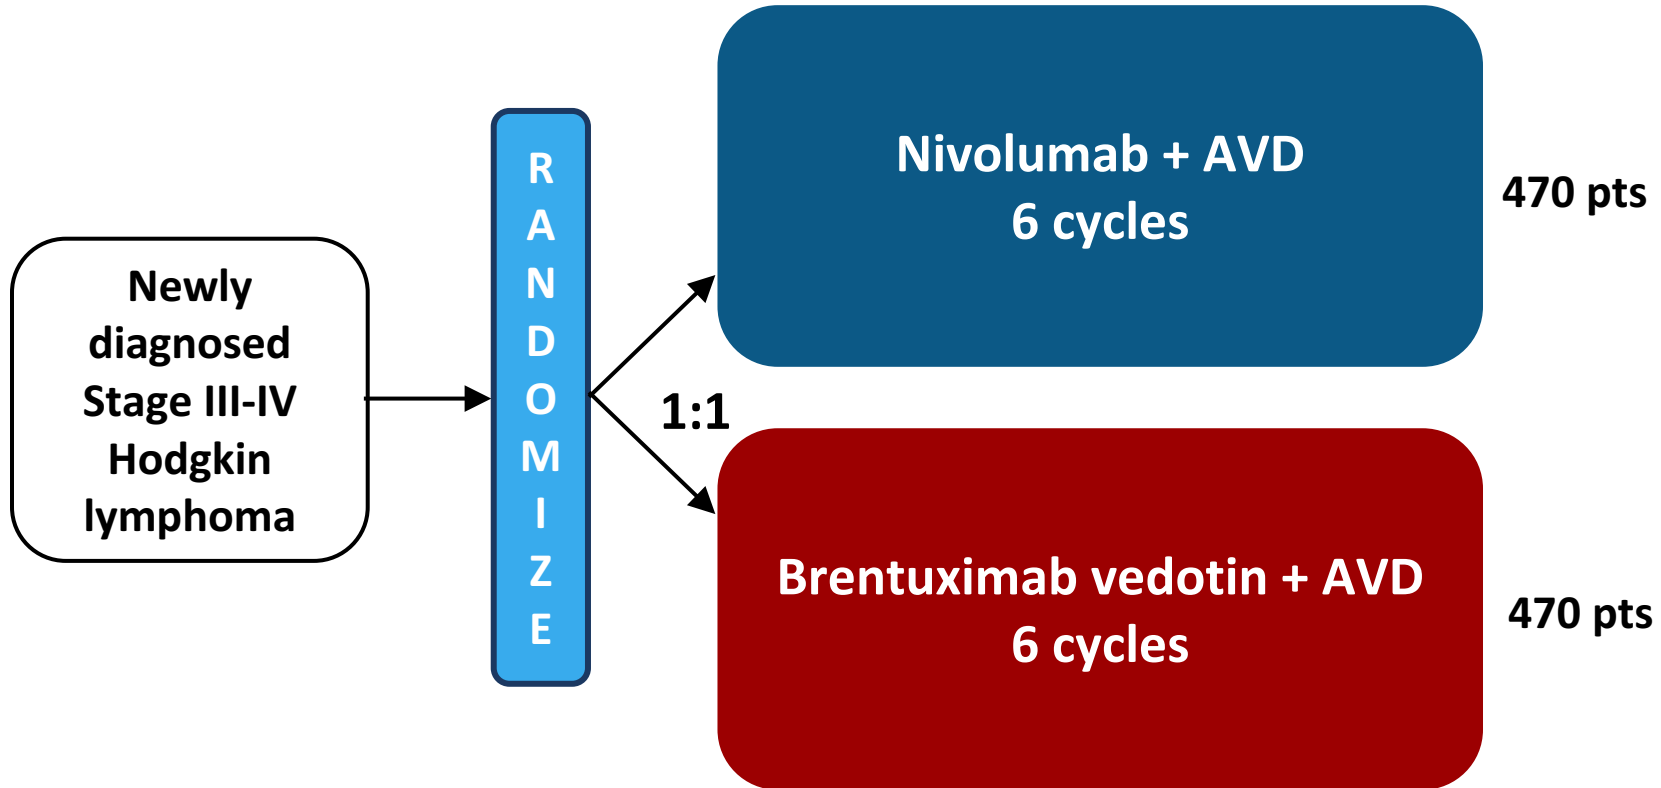 Newly
diagnosed
Stage III-IV
Hodgkin
lymphoma
R
A
N
D
O
M
I
Z
E
1:1
Nivolumab + AVD
6 cycles
470 pts
Brentuximab vedotin + AVD
6 cycles
470 pts